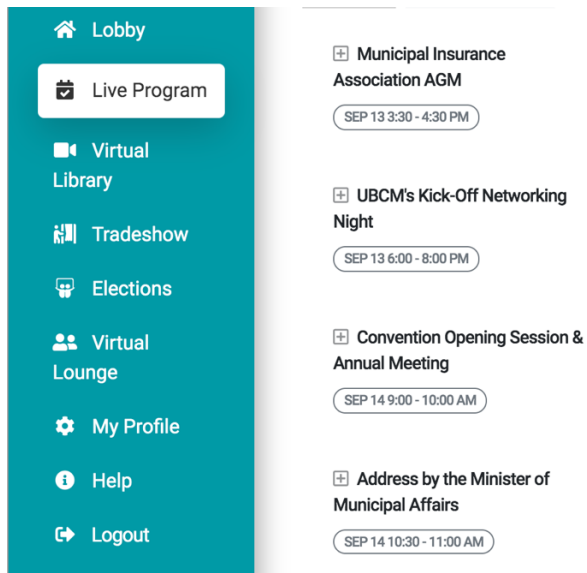 Lobby
Live Program
Virtual
Library
Tradeshow
Elections
Virtual
Lounge
My Profile
Help
Logout
Municipal Insurance
Association AGM
SEP 13 3:30 - 4:30 PM
UBCM's Kick-Off Networking
Night
SEP 13 6:00 - 8:00 PM
Convention Opening Session &
Annual Meeting
SEP 14 9:00 - 10:00 AM
Address by the Minister of
Municipal Affairs
SEP 14 10:30 - 11:00 AM